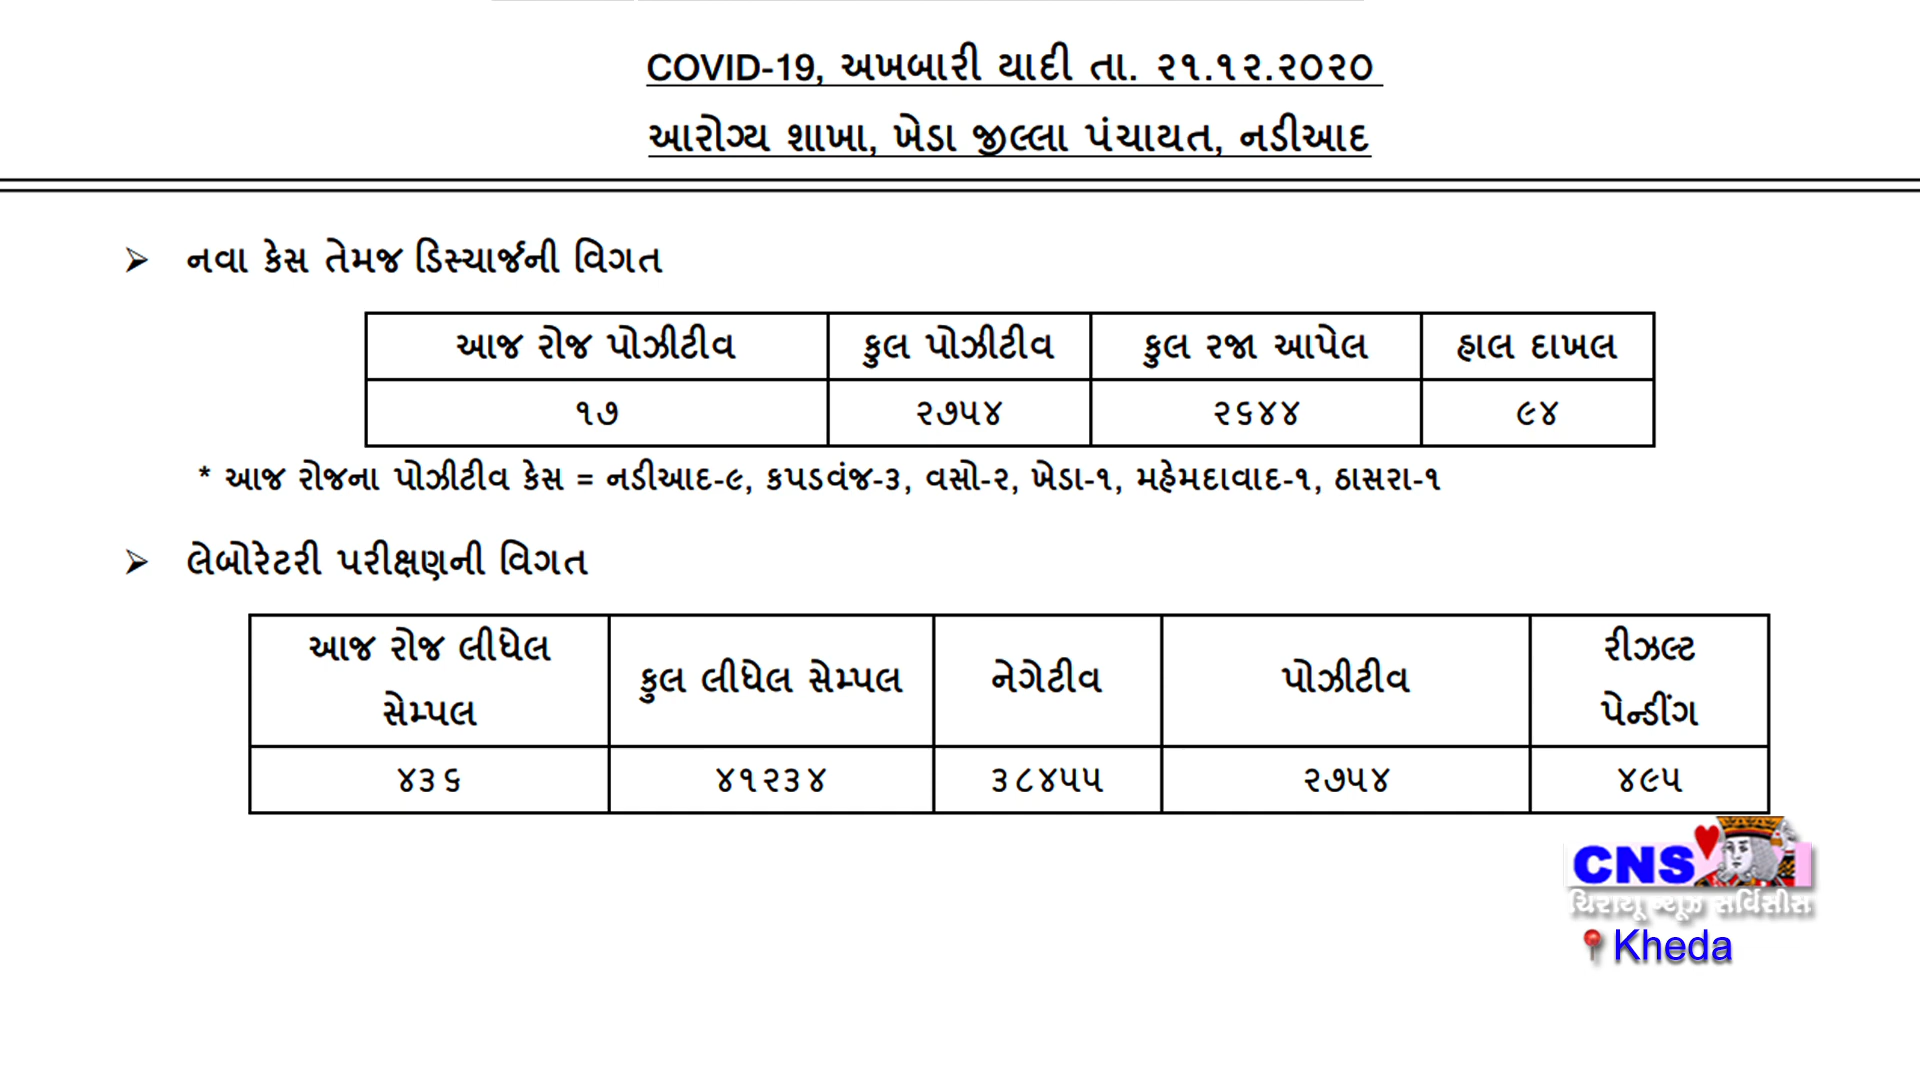 COVID-19, અખબારી યાદી તા. ૨૧.૧૨.૨૦૨૦
આરોગ્ય શાખા, ખેડા જીલ્લા પંચાયત, નડીઆદ
➢ નવા કેસ તેમજ ડિસ્ચાર્જની વિગત
આજ રોજ પોઝીટીવ કુલ પોઝીટીવ કુલ રજા આપેલ હાલ દાખલ
૧૭ ૨૭૫૪ ૨૬૪૪ ૯૪
* આજ રોજના પોઝીટીવ કેસ = નડીઆદ-૯, કપડવંજ-૩, વસો-૨, ખેડા-૧, મહેમદાવાદ-૧, ઠાસરા-૧
➢ લેબોરેટરી પરીક્ષણની વિગત
આજ રોજ લીધેલ સેમ્પલ કુલ લીધેલ સેમ્પલ નેગેટીવ પોઝીટીવ રીઝલ્ટ પેન્ડીંગ
૪૩૬ ૪૧૨૩૪ ૩૮૪૫૫ ૨૭૫૪ ૪૯૫
CNS
ચિરાયૂ ન્યૂઝ સર્વિસીસ
Kheda